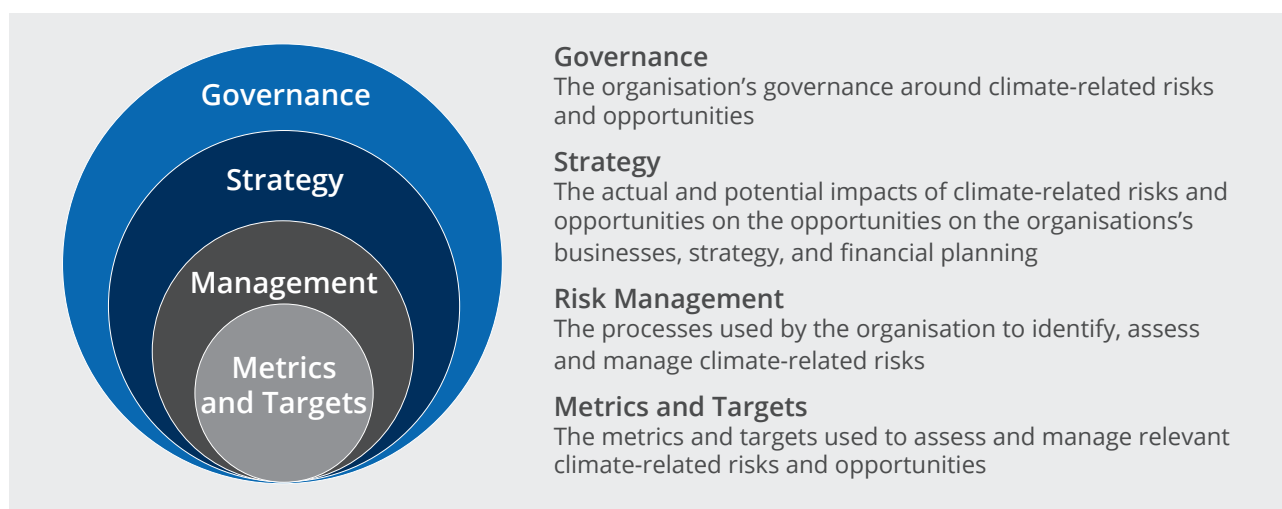 Governance
Strategy
Management
Metrics
and Targets
Governance
The organisation’s governance around climate-related risks
and opportunities
Strategy
The actual and potential impacts of climate-related risks and
opportunities on the opportunities on the organisations’s
businesses, strategy, and financial planning
Risk Management
The processes used by the organisation to identify, assess
and manage climate-related risks
Metrics and Targets
The metrics and targets used to assess and manage relevant
climate-related risks and opportunities